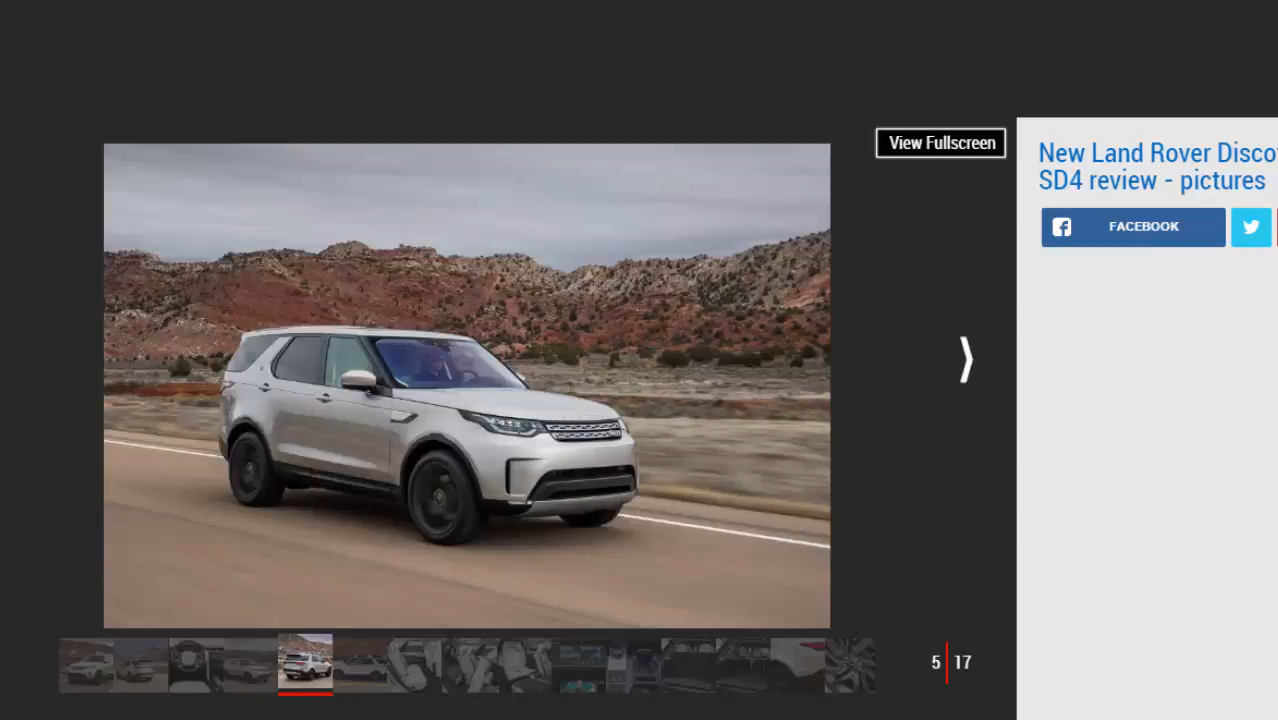 View Fullscreen
New Land Rover Disco
SD4 review - pictures
FACEBOOK
5 17